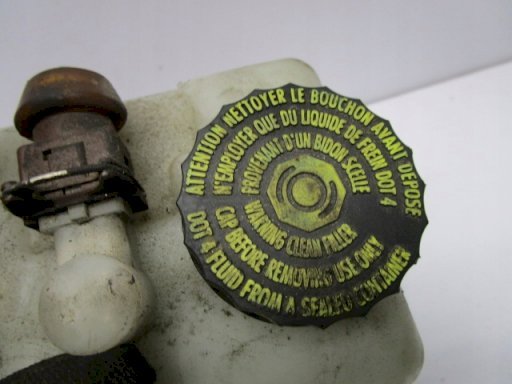 ATTENTION NETTOYER LE BOUCHON AVANT DEPOSE
N'EMPLOYER QUE DU LIQUIDE DE FREIN DOT 4
PROVENANT D'UN BIDON SCELLE
WARNING CLEAN FILLER
CAP BEFORE REMOVING USE ONLY
DOT 4 FLUID FROM A SEALED CONTAINER